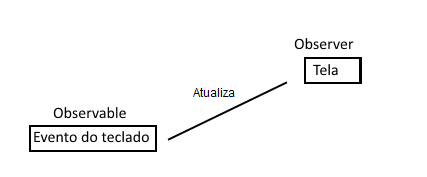 Observer
Tela
Atualiza
Observable
Evento do teclado